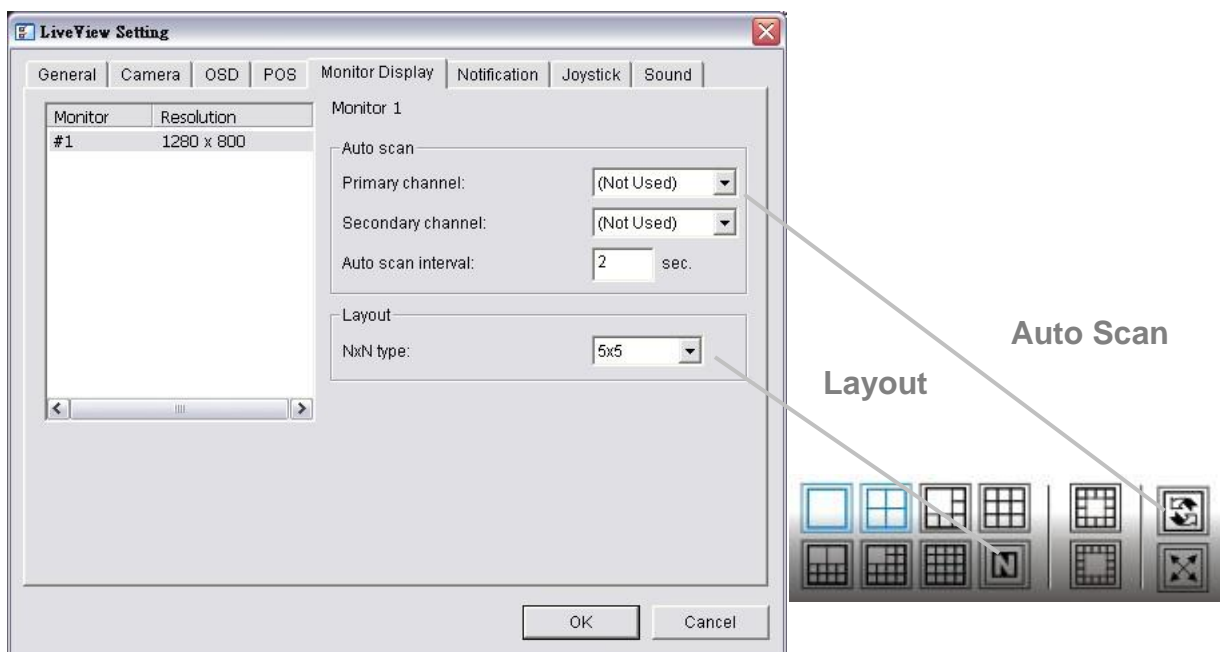 LiveView Setting
General Camera OSD POS Monitor Display Notification Joystick Sound
Monitor Resolution
#1 1280 x 800
Monitor 1
Auto scan
Primary channel: (Not Used)
Secondary channel: (Not Used)
Auto scan interval: 2 sec.
Layout
NxN type: 5x5
OK Cancel
Auto Scan
Layout
N